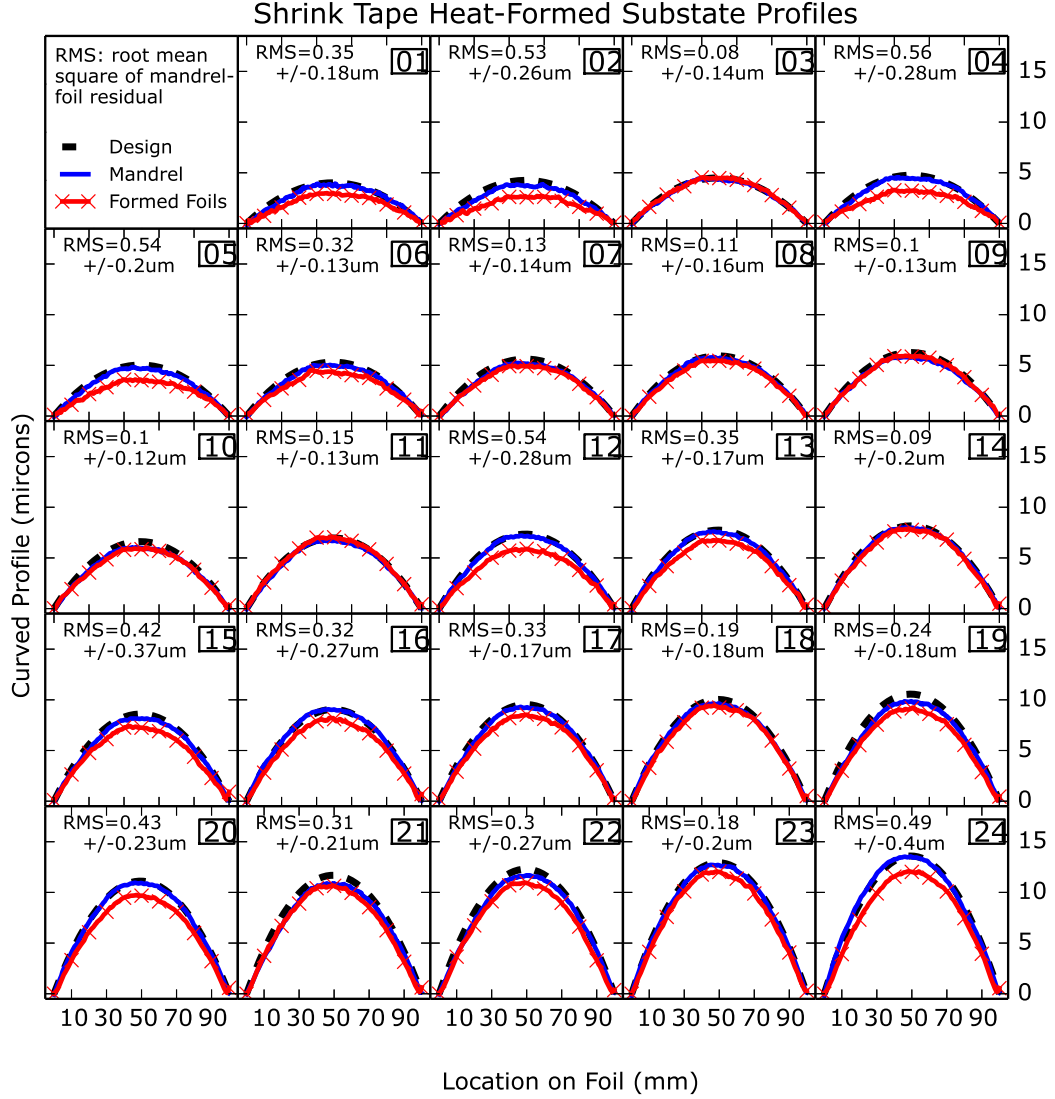 Shrink Tape Heat-Formed Substate Profiles
RMS: root mean
square of mandrel-
foil residual
Design
Mandrel
Formed Foils
RMS=0.35
+/-0.18um
01
RMS=0.53
+/-0.26um
02
RMS=0.08
+/-0.14um
03
RMS=0.56
+/-0.28um
04
15
10
5
0
RMS=0.54
+/-0.2um
05
RMS=0.32
+/-0.13um
06
RMS=0.13
+/-0.14um
07
RMS=0.11
+/-0.16um
08
RMS=0.1
+/-0.13um
09
15
10
5
0
RMS=0.1
+/-0.12um
10
RMS=0.15
+/-0.13um
11
RMS=0.54
+/-0.28um
12
RMS=0.35
+/-0.17um
13
RMS=0.09
+/-0.2um
14
15
10
5
0
RMS=0.42
+/-0.37um
15
RMS=0.32
+/-0.27um
16
RMS=0.33
+/-0.17um
17
RMS=0.19
+/-0.18um
18
RMS=0.24
+/-0.18um
19
15
10
5
0
RMS=0.43
+/-0.23um
20
RMS=0.31
+/-0.21um
21
RMS=0.3
+/-0.27um
22
RMS=0.18
+/-0.2um
23
RMS=0.49
+/-0.4um
24
15
10
5
0
10 30 50 70 90 10 30 50 70 90 10 30 50 70 90 10 30 50 70 90 10 30 50 70 90
Location on Foil (mm)
Curved Profile (mircons)